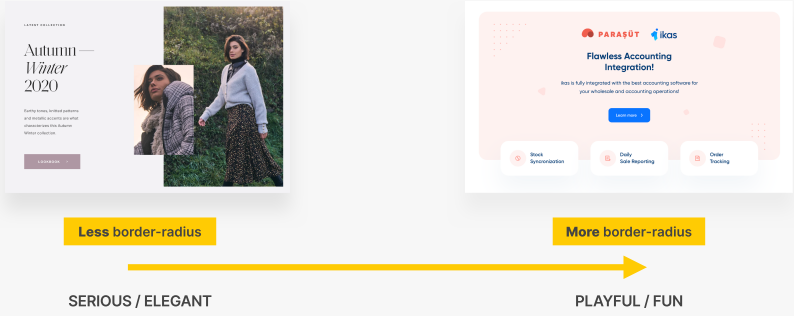 LATEST COLLECTION
Autumn —
Winter
2020
Earthy tones, knitted patterns
and metallic accents are what
characterizes this Autumn
Winter collection.
LOOKBOOK
PARAŞÜT ikas
Flawless Accounting
Integration!
ikas is fully integrated with the best accounting software for
your wholesale and accounting operations!
Learn more
Stock
Syncronization
Daily
Sale Reporting
Order
Tracking
Less border-radius
More border-radius
SERIOUS / ELEGANT
PLAYFUL / FUN